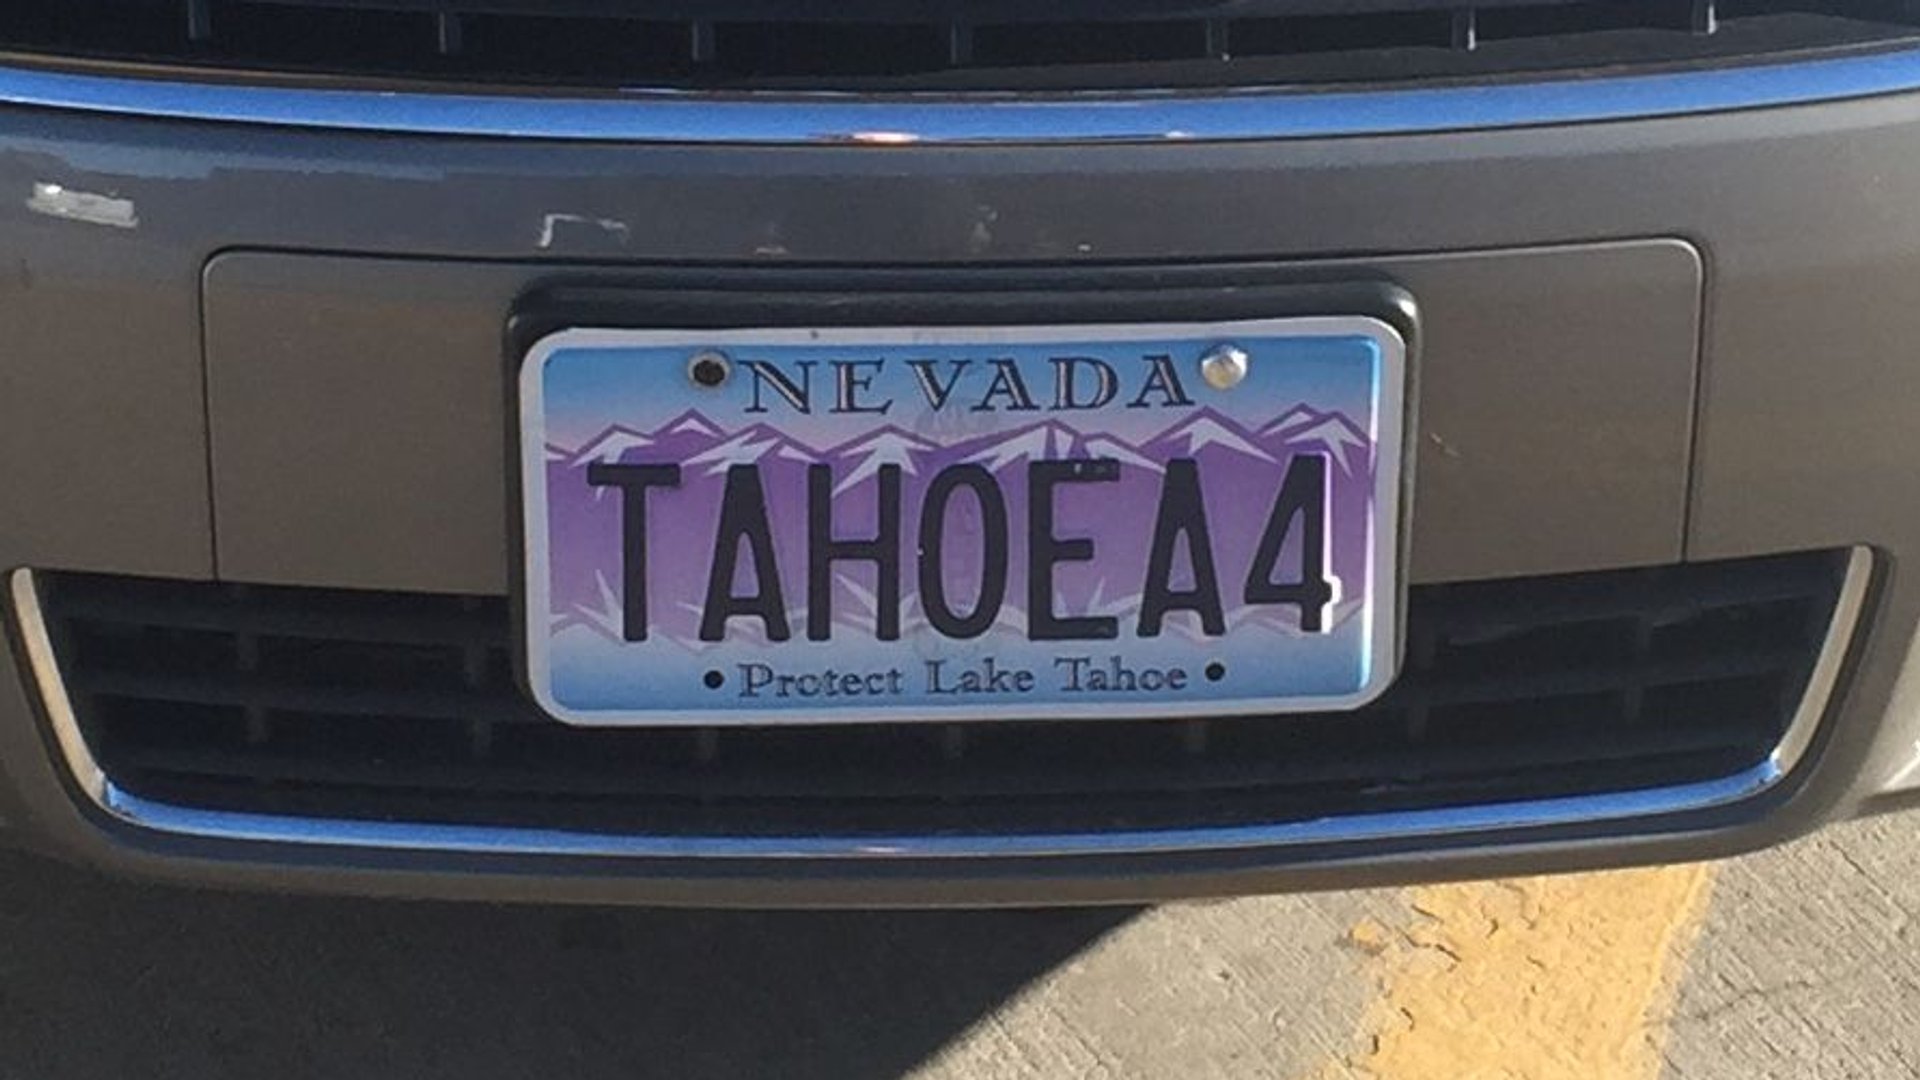 NEVADA
TAHOEA4
• Protect Lake Tahoe •